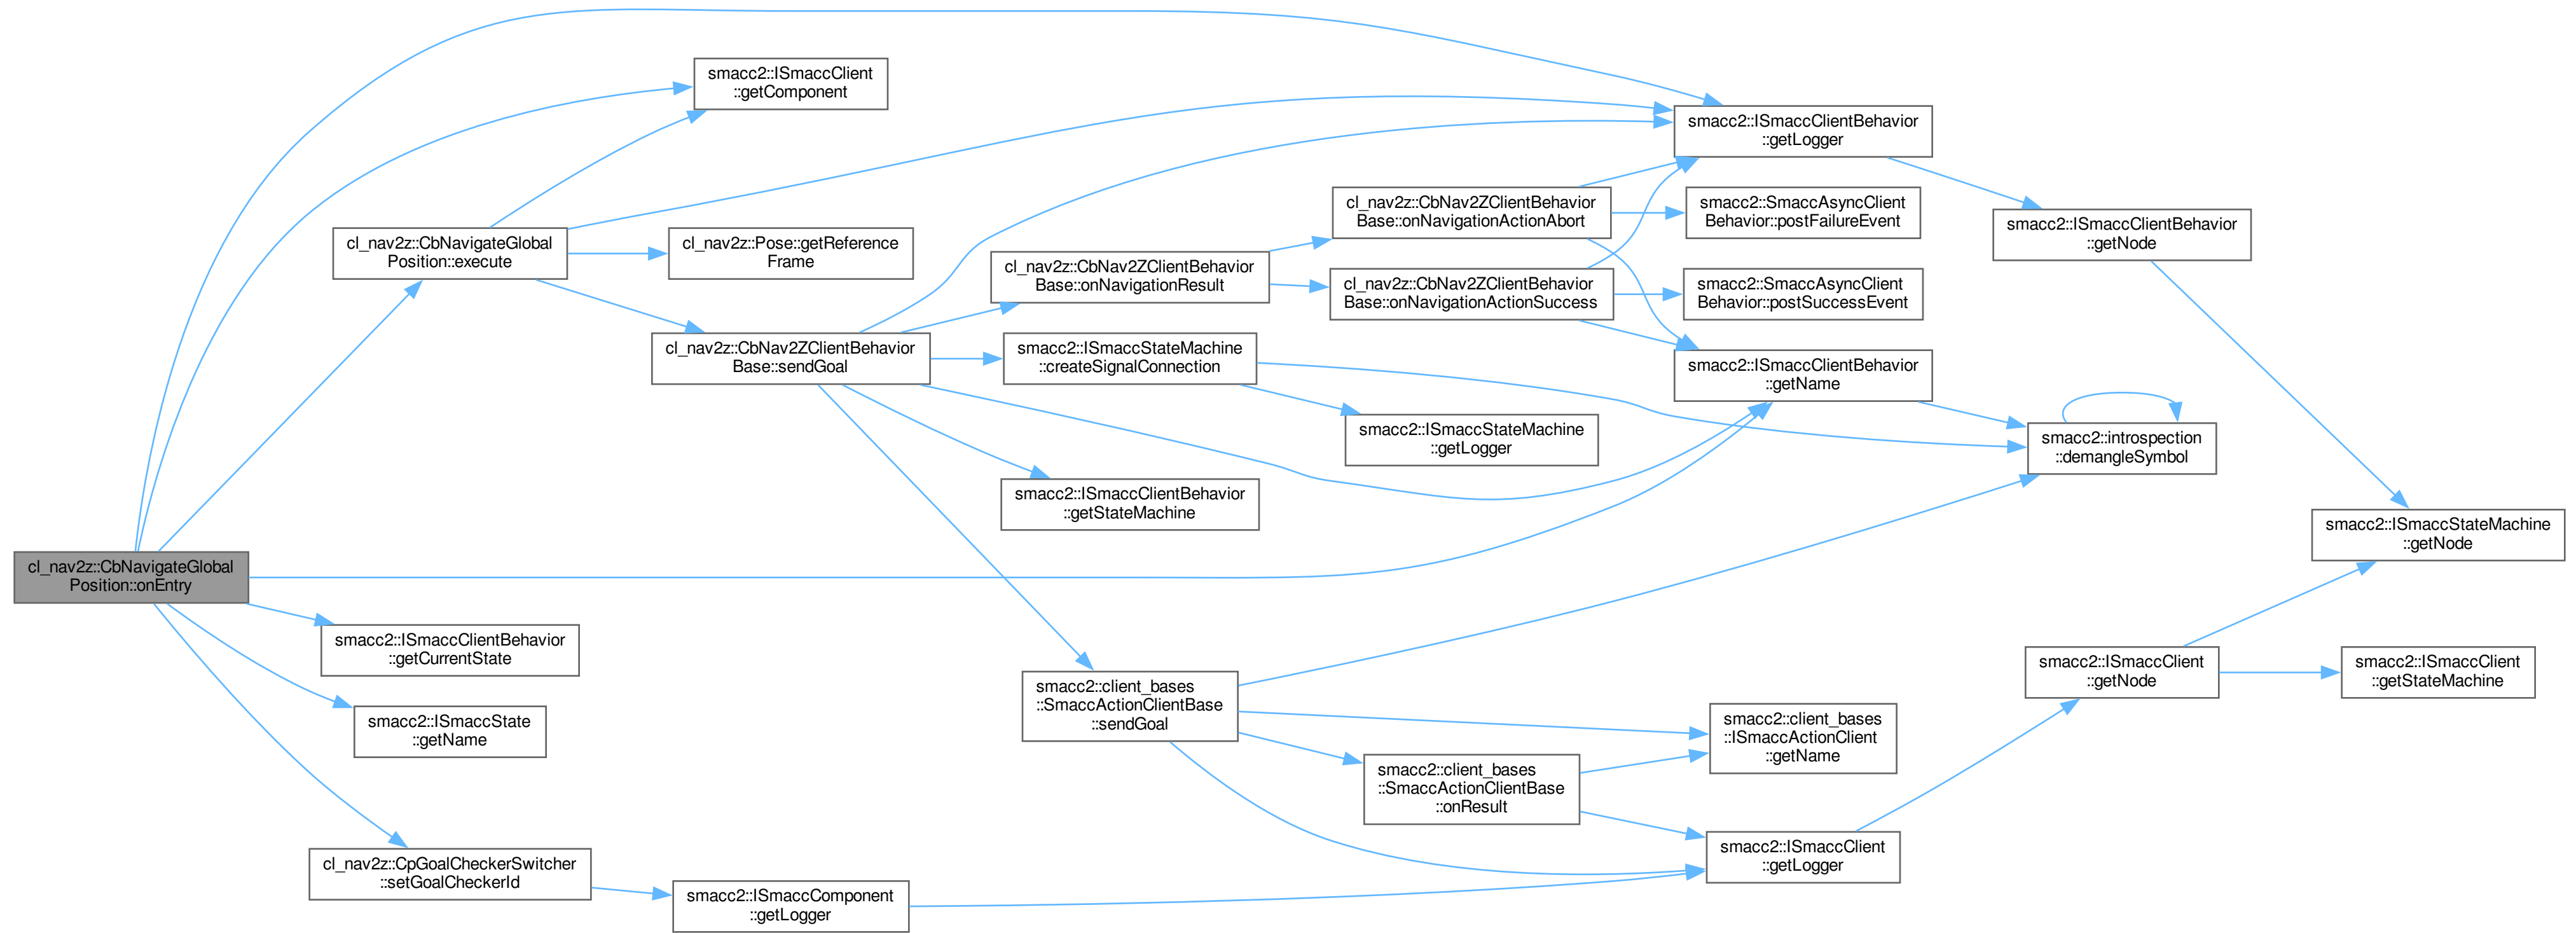 cl_nav2z::CbNavigateGlobal
Position::onEntry
smacc2::ISmaccClient
::getComponent
cl_nav2z::CbNavigateGlobal
Position::execute
cl_nav2z::Pose::getReference
Frame
cl_nav2z::CbNav2ZClientBehavior
Base::sendGoal
smacc2::ISmaccClientBehavior
::getCurrentState
smacc2::ISmaccState
::getName
cl_nav2z::CpGoalCheckerSwitcher
::setGoalCheckerId
smacc2::ISmaccComponent
::getLogger
cl_nav2z::CbNav2ZClientBehavior
Base::onNavigationResult
smacc2::ISmaccStateMachine
::createSignalConnection
smacc2::ISmaccClientBehavior
::getStateMachine
smacc2::client_bases
::SmaccActionClientBase
::sendGoal
cl_nav2z::CbNav2ZClientBehavior
Base::onNavigationActionAbort
cl_nav2z::CbNav2ZClientBehavior
Base::onNavigationActionSuccess
smacc2::ISmaccStateMachine
::getLogger
smacc2::client_bases
::SmaccActionClientBase
::onResult
smacc2::ISmaccClientBehavior
::getLogger
smacc2::SmaccAsyncClient
Behavior::postFailureEvent
smacc2::SmaccAsyncClient
Behavior::postSuccessEvent
smacc2::ISmaccClientBehavior
::getName
smacc2::client_bases
::ISmaccActionClient
::getName
smacc2::ISmaccClient
::getLogger
smacc2::ISmaccClientBehavior
::getNode
smacc2::introspection
::demangleSymbol
smacc2::ISmaccClient
::getNode
smacc2::ISmaccStateMachine
::getNode
smacc2::ISmaccClient
::getStateMachine